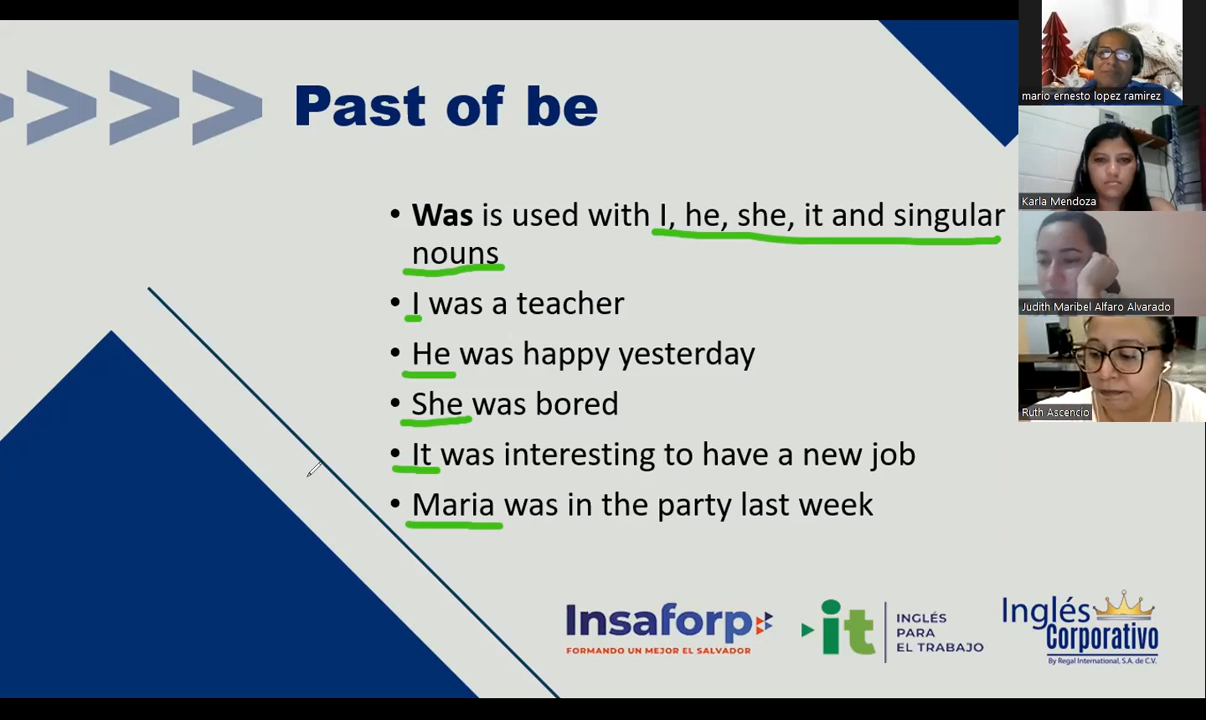 Past of be
• Was is used with I, he, she, it and singular
nouns
• I was a teacher
• He was happy yesterday
• She was bored
• It was interesting to have a new job
• Maria was in the party last week
Insaforp
FORMANDO UN MEJOR EL SALVADOR
it
INGLÉS
PARA
EL TRABAJO
Inglés
Corporativo
By Regal International, S.A. de C.V.
mario ernesto lopez ramirez
Karla Mendoza
Judith Maribel Alfaro Alvarado
Ruth Ascencio